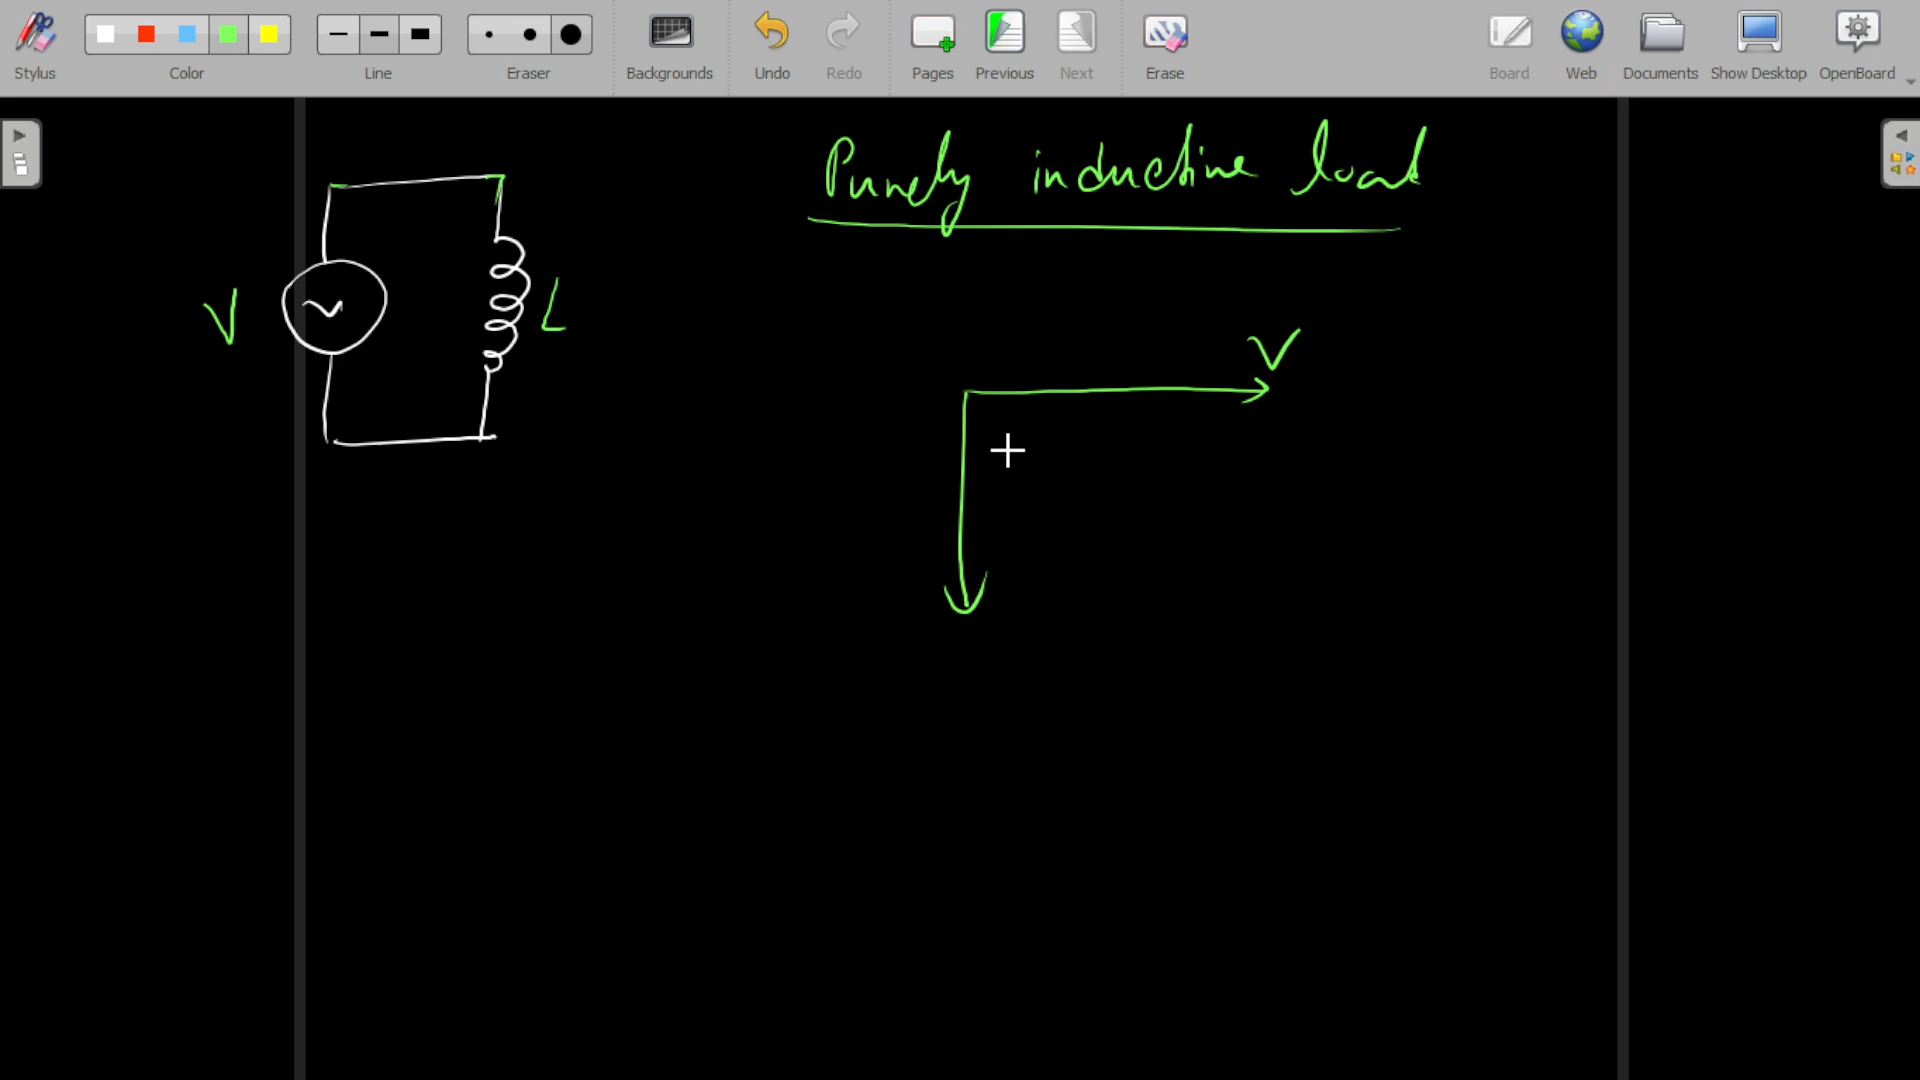 Stylus Color Line Eraser Backgrounds Undo Redo Pages Previous Next Erase Board Web Documents Show Desktop OpenBoard
Purely inductive load
V
L
V